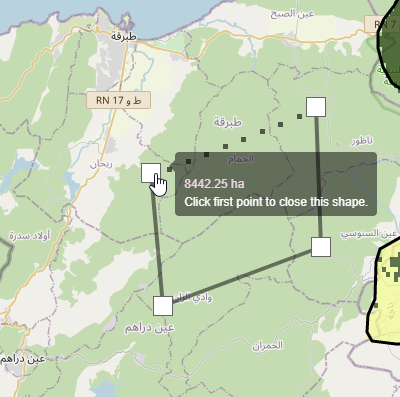 عين الصبح
طبرقة
RN 17 ط و
طبرقة
ناظور
ريحان
الحمام
8442.25 ha
Click first point to close this shape.
أولاد سدرة
عين السنوسي
وادي الزان
عين دراهم
الحمران
عين دراهم